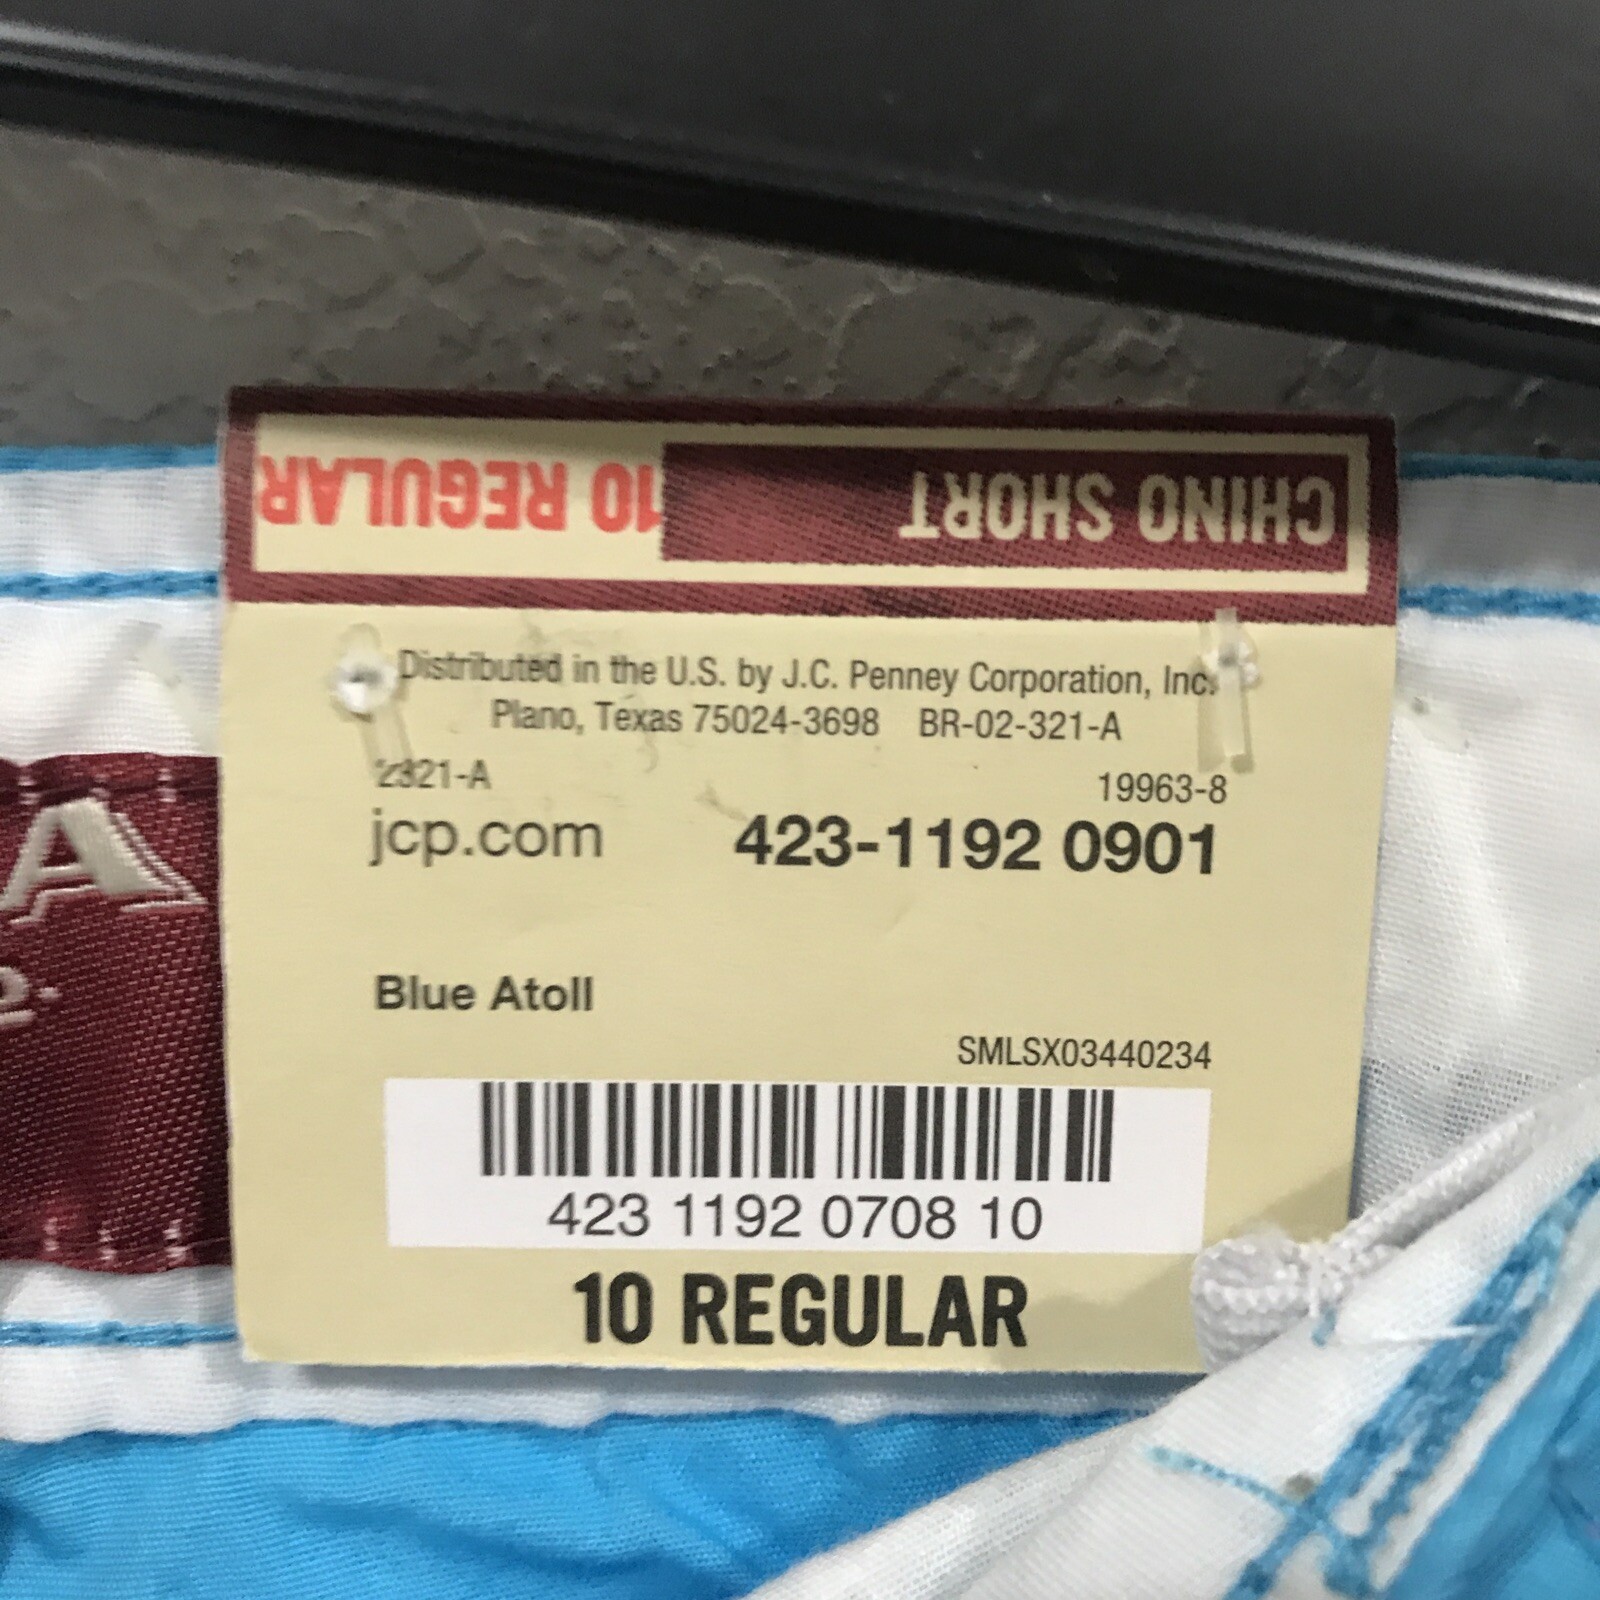 CHINO SHORT 10 REGULAR
Distributed in the U.S. by J.C. Penney Corporation, Inc.
Plano, Texas 75024-3698 BR-02-321-A
2321-A 19963-8
jcp.com 423-1192 0901
Blue Atoll
SMLSX03440234
423 1192 0708 10
10 REGULAR
A